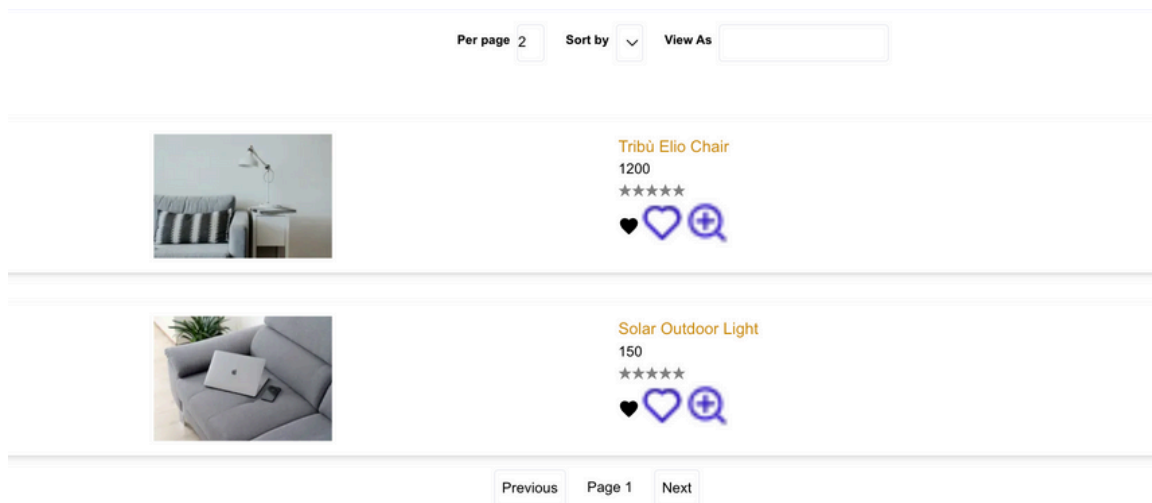 Per page 2 Sort by View As
Tribù Elio Chair
1200
Solar Outdoor Light
150
Previous Page 1 Next